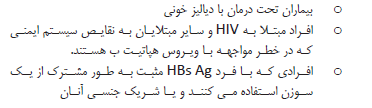 ○ بیماران تحت درمان با دیالیز خونی
○ افراد مبتلا به HIV و سایر مبتلایان به نقایص سیستم ایمنی
که در خطر مواجهه با ویروس هپاتیت ب هستند.
○ افرادی که با فرد HBs Ag مثبت به طور مشترک از یک
سوزن استفاده می کنند و یا شریک جنسی آنان